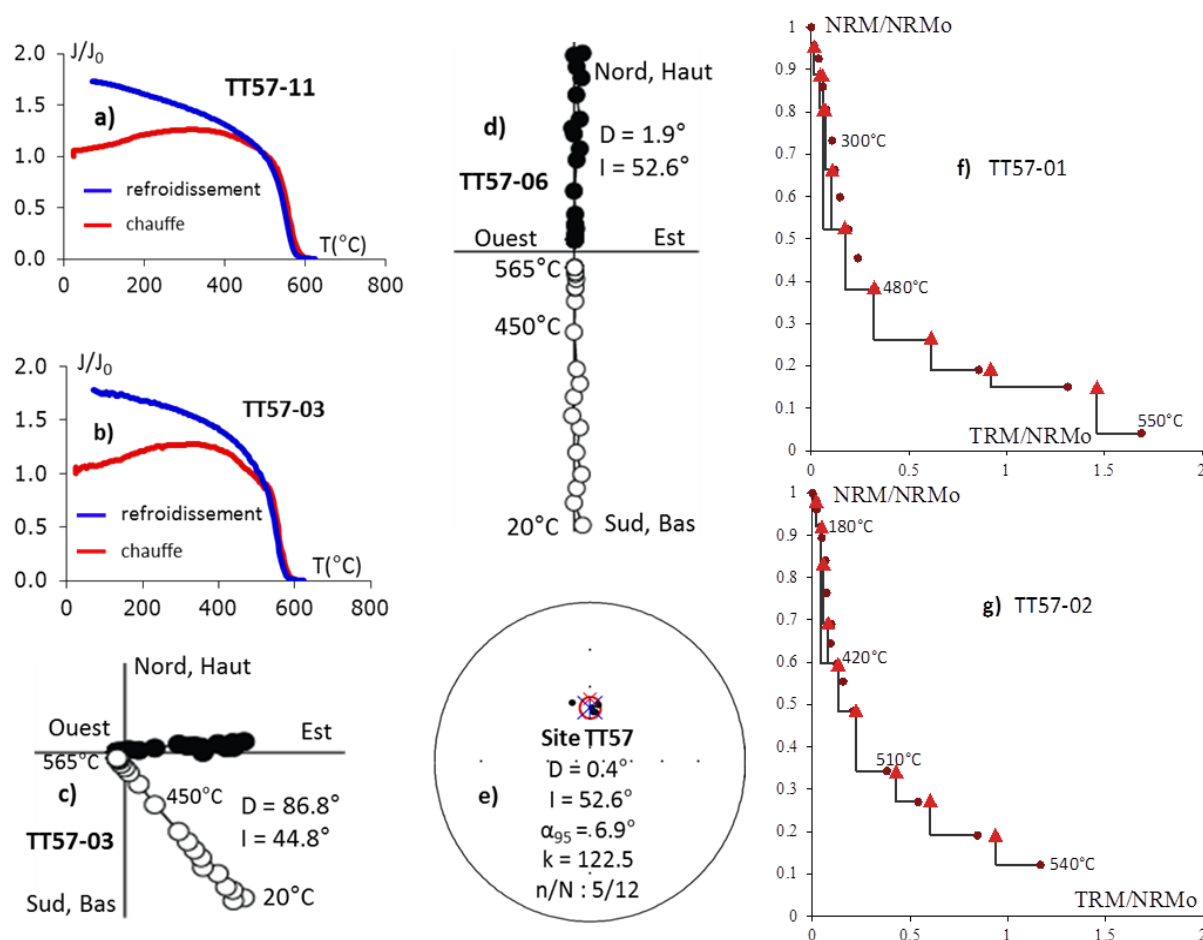 J/J₀
2.0
1.5
1.0
0.5
0.0
a)
TT57-11
refroidissement
chauffe
T(°C)
0
200
400
600
800
J/J₀
2.0
1.5
1.0
0.5
0.0
b)
TT57-03
refroidissement
chauffe
T(°C)
0
200
400
600
800
Nord, Haut
Ouest
Est
565°C
c)
450°C
D = 86.8°
I = 44.8°
TT57-03
20°C
Sud, Bas
Nord, Haut
d)
D = 1.9°
I = 52.6°
TT57-06
Ouest
Est
565°C
450°C
20°C
Sud, Bas
Site TT57
D = 0.4°
e)
I = 52.6°
α₉₅ = 6.9°
k = 122.5
n/N : 5/12
NRM/NRMo
1
0.9
0.8
0.7
0.6
0.5
0.4
0.3
0.2
0.1
0
300°C
f) TT57-01
480°C
550°C
TRM/NRMo
0
0.5
1
1.5
2
NRM/NRMo
1
0.9
0.8
0.7
0.6
0.5
0.4
0.3
0.2
0.1
0
180°C
g) TT57-02
420°C
510°C
540°C
TRM/NRMo
0
0.5
1
1.5
2